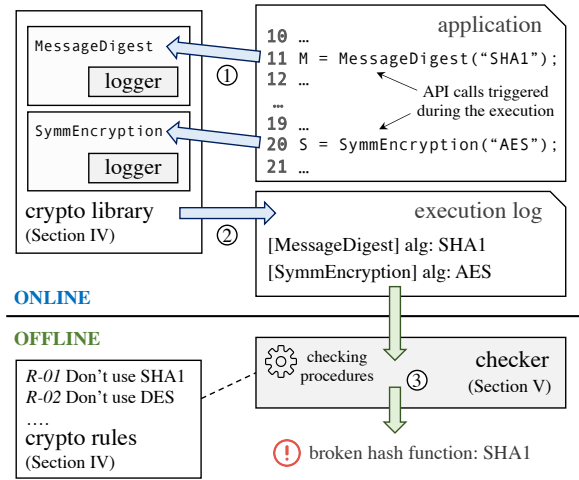 MessageDigest
logger
SymmEncryption
logger
crypto library
(Section IV)
①
②
application
10 …
11 M = MessageDigest(“SHA1”);
12 …
…
19 …
20 S = SymmEncryption(“AES”);
21 …
API calls triggered
during the execution
execution log
[MessageDigest] alg: SHA1
[SymmEncryption] alg: AES
ONLINE
OFFLINE
R-01 Don’t use SHA1
R-02 Don’t use DES
….
crypto rules
(Section IV)
checking
procedures
③
checker
(Section V)
broken hash function: SHA1